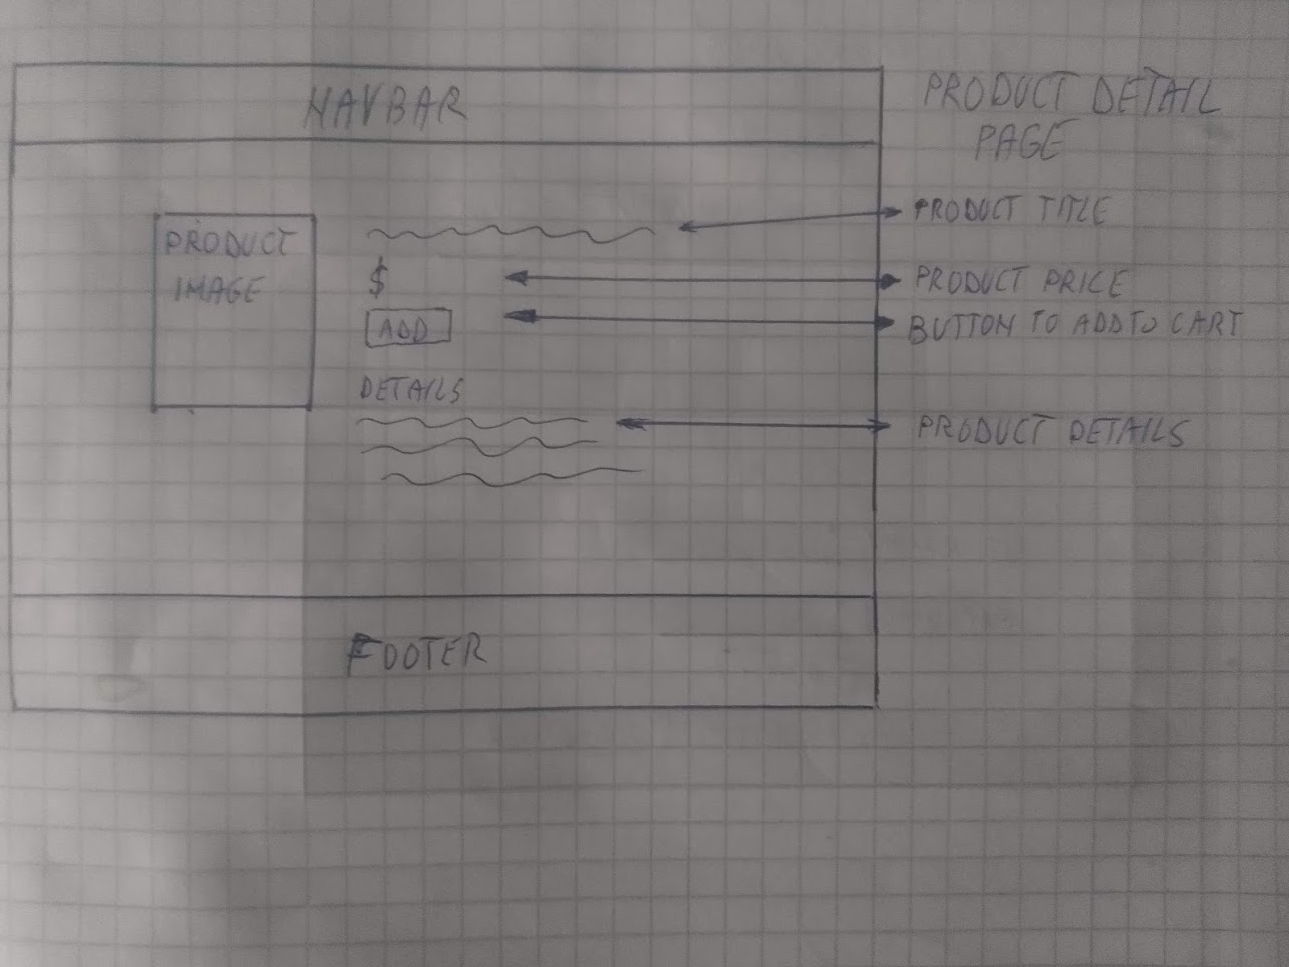 NAVBAR
PRODUCT DETAIL
PAGE
PRODUCT TITLE
PRODUCT
IMAGE
$
PRODUCT PRICE
ADD
BUTTON TO ADD TO CART
DETAILS
PRODUCT DETAILS
FOOTER